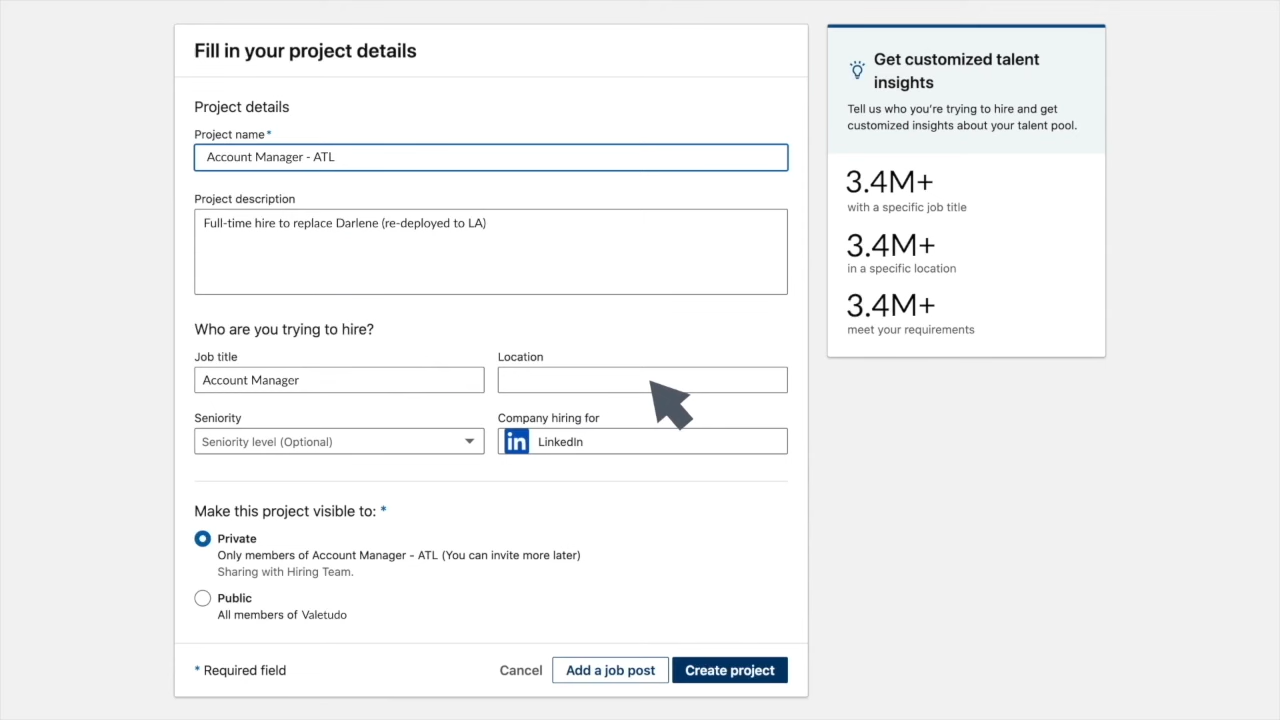 Fill in your project details
Project details
Project name*
Account Manager - ATL
Project description
Full-time hire to replace Darlene (re-deployed to LA)
Who are you trying to hire?
Job title
Location
Account Manager
Seniority
Company hiring for
Seniority level (Optional)
in LinkedIn
Make this project visible to: *
Private
Only members of Account Manager - ATL (You can invite more later)
Sharing with Hiring Team.
Public
All members of Valetudo
* Required field
Cancel
Add a job post
Create project
Get customized talent
insights
Tell us who you're trying to hire and get
customized insights about your talent pool.
3.4M+
with a specific job title
3.4M+
in a specific location
3.4M+
meet your requirements